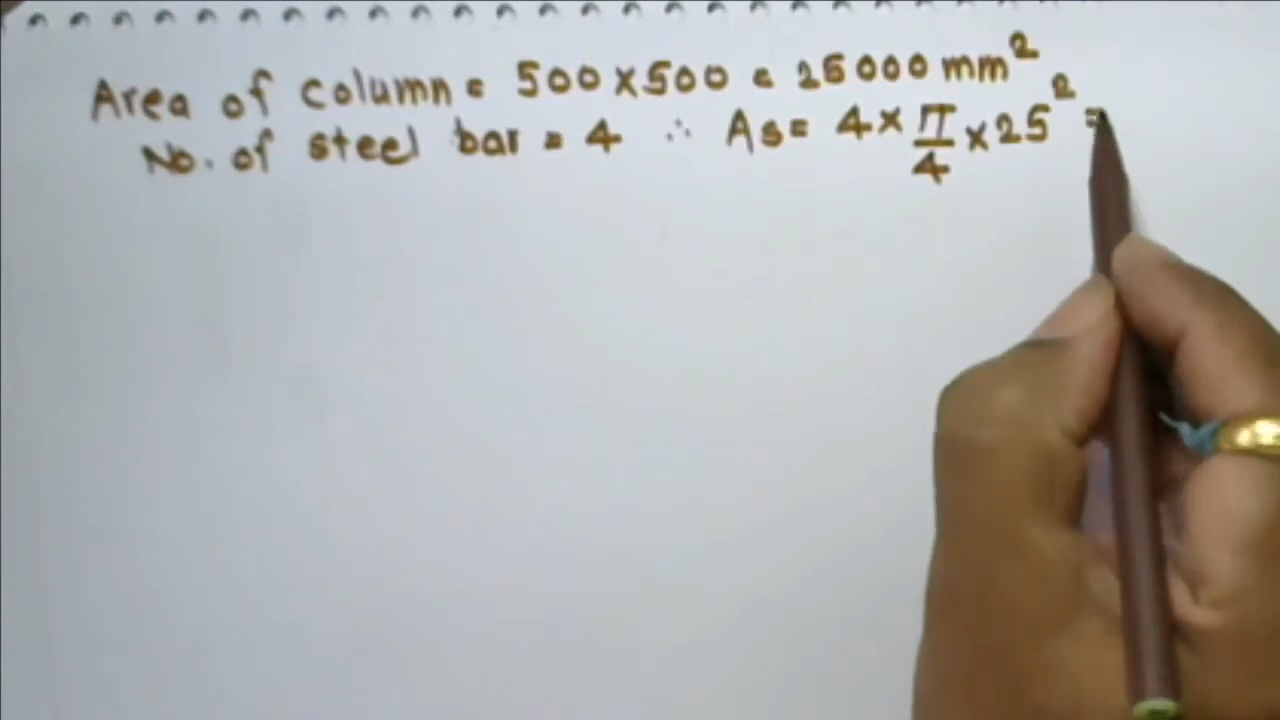 Area of column = 500 × 500 = 25000 mm²
No. of steel bar = 4 ∴ As = 4 × π/4 × 25² =